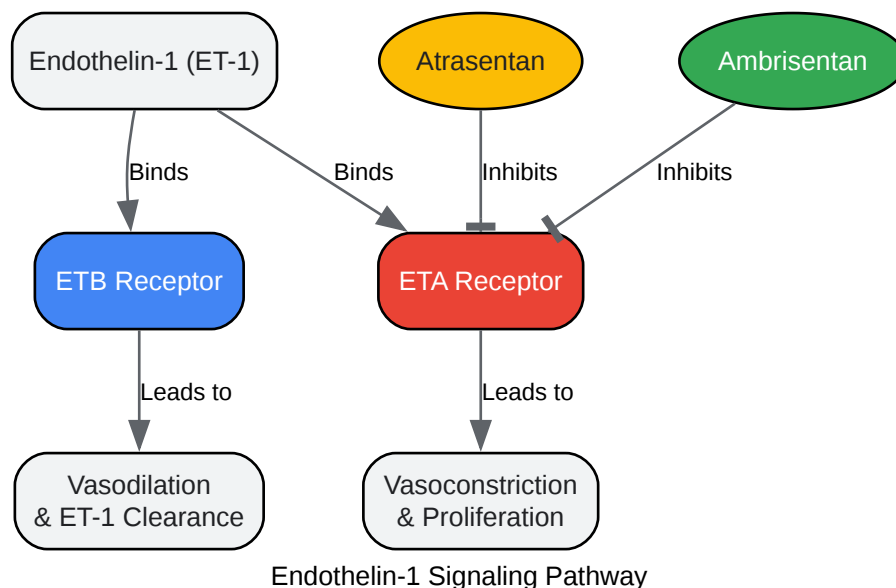 Endothelin-1 (ET-1)
Atrasentan
Ambrisentan
Binds
Binds
Inhibits
Inhibits
ETB Receptor
ETA Receptor
Leads to
Leads to
Vasodilation
& ET-1 Clearance
Vasoconstriction
& Proliferation
Endothelin-1 Signaling Pathway